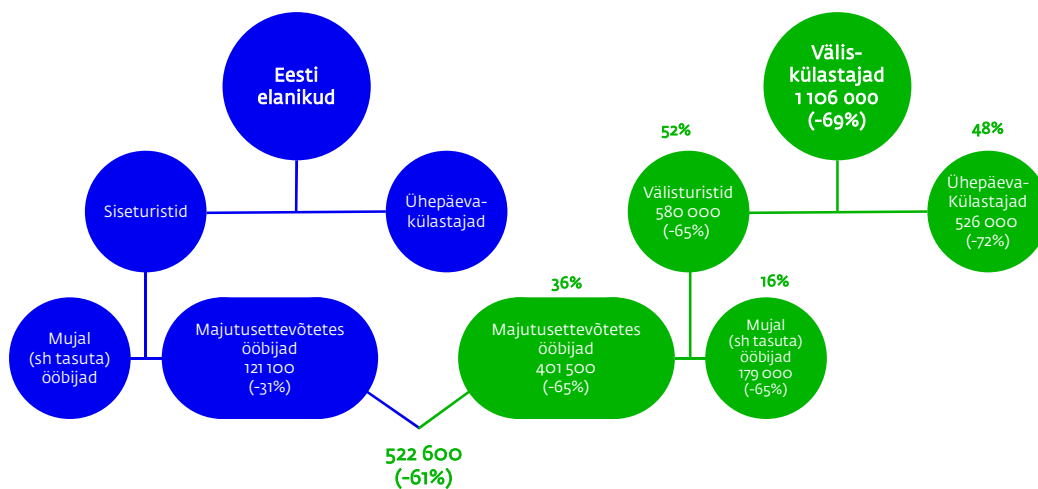 Eesti
elanikud
Välis-
külastajad
1 106 000
(-69%)
52%
48%
Siseturistid
Ühepäeva-
külastajad
Välisturistid
580 000
(-65%)
Ühepäeva-
Külastajad
526 000
(-72%)
36%
16%
Mujal
(sh tasuta)
ööbijad
Majutusettevõtetes
ööbijad
121 100
(-31%)
Majutusettevõtetes
ööbijad
401 500
(-65%)
Mujal
(sh tasuta)
ööbijad
179 000
(-65%)
522 600
(-61%)